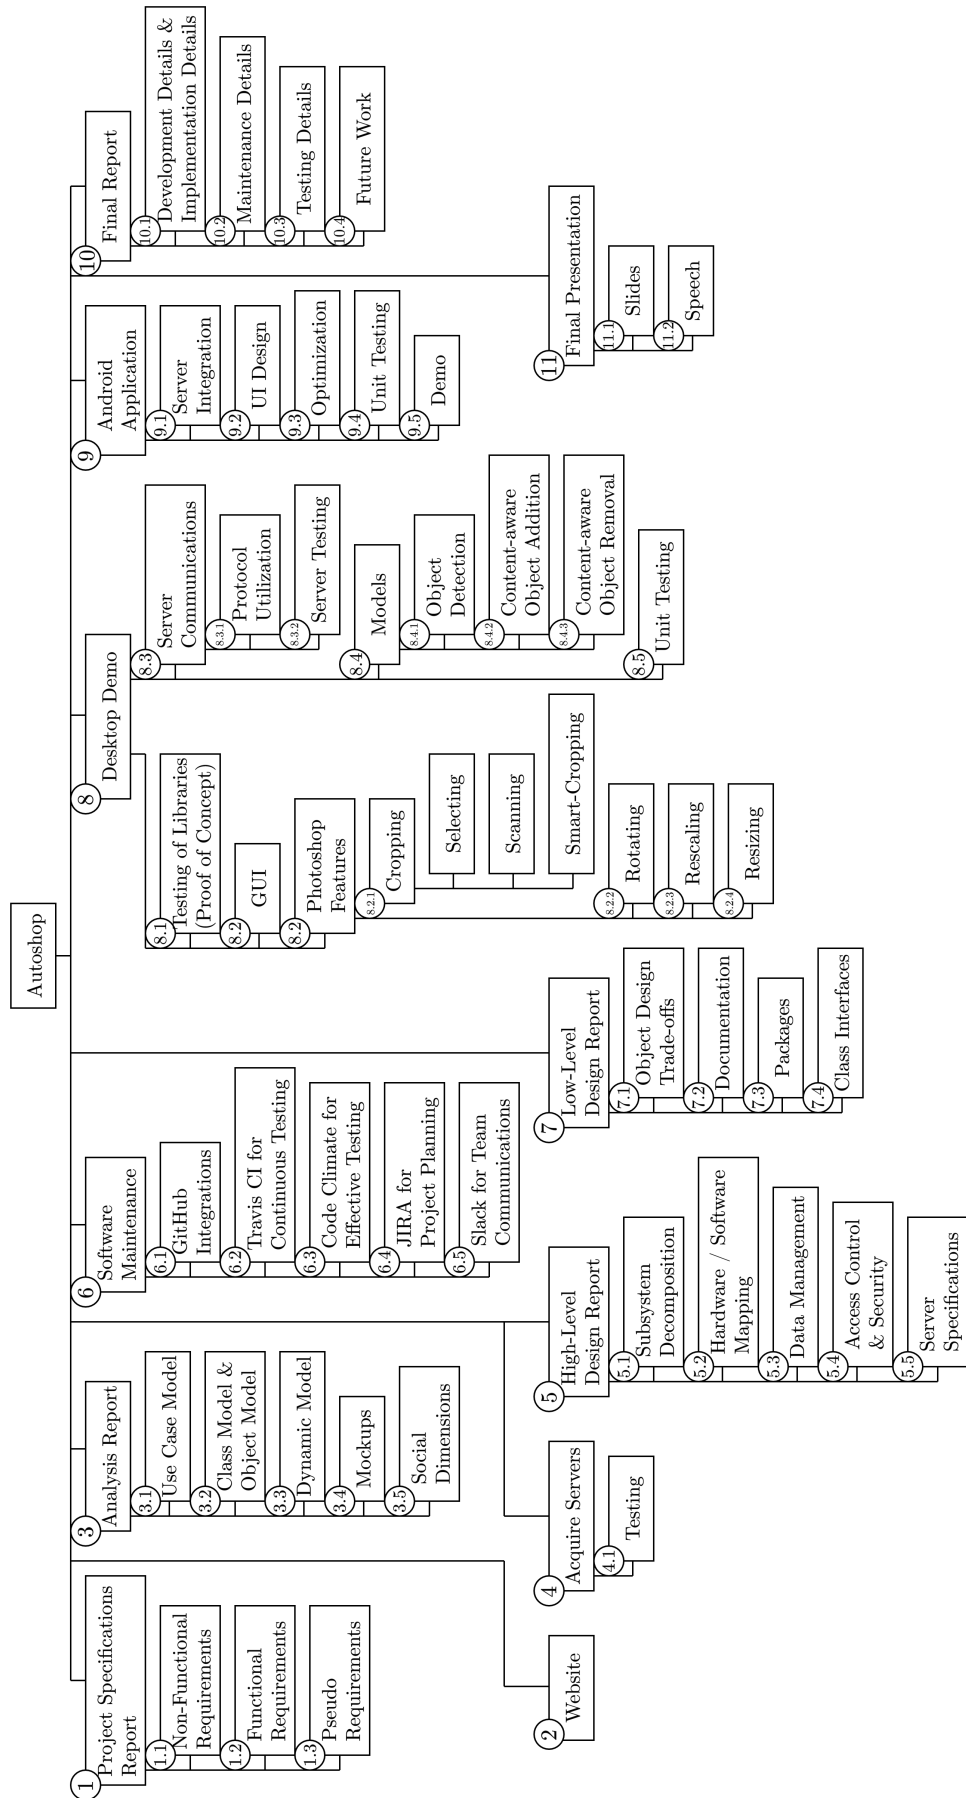 Autoshop
1
Project Specifications
Report
1.1
Non-Functional
Requirements
1.2
Functional
Requirements
1.3
Pseudo
Requirements
2
Website
3
Analysis Report
3.1
Use Case Model
3.2
Class Model &
Object Model
3.3
Dynamic Model
3.4
Mockups
3.5
Social
Dimensions
4
Acquire Servers
4.1
Testing
5
High-Level
Design Report
5.1
Subsystem
Decomposition
5.2
Hardware / Software
Mapping
5.3
Data Management
5.4
Access Control
& Security
5.5
Server
Specifications
6
Software
Maintenance
6.1
GitHub
Integrations
6.2
Travis CI for
Continuous Testing
6.3
Code Climate for
Effective Testing
6.4
JIRA for
Project Planning
6.5
Slack for Team
Communications
7
Low-Level
Design Report
7.1
Object Design
Trade-offs
7.2
Documentation
7.3
Packages
7.4
Class Interfaces
8
Desktop Demo
8.1
Testing of Libraries
(Proof of Concept)
8.2
GUI
8.2
Photoshop
Features
8.2.1
Cropping
Selecting
Scanning
Smart-Cropping
8.2.2
Rotating
8.2.3
Rescaling
8.2.4
Resizing
8.3
Server
Communications
8.3.1
Protocol
Utilization
8.3.2
Server Testing
8.4
Models
8.4.1
Object
Detection
8.4.2
Content-aware
Object Addition
8.4.3
Content-aware
Object Removal
8.5
Unit Testing
9
Android
Application
9.1
Server
Integration
9.2
UI Design
9.3
Optimization
9.4
Unit Testing
9.5
Demo
10
Final Report
10.1
Development Details &
Implementation Details
10.2
Maintenance Details
10.3
Testing Details
10.4
Future Work
11
Final Presentation
11.1
Slides
11.2
Speech